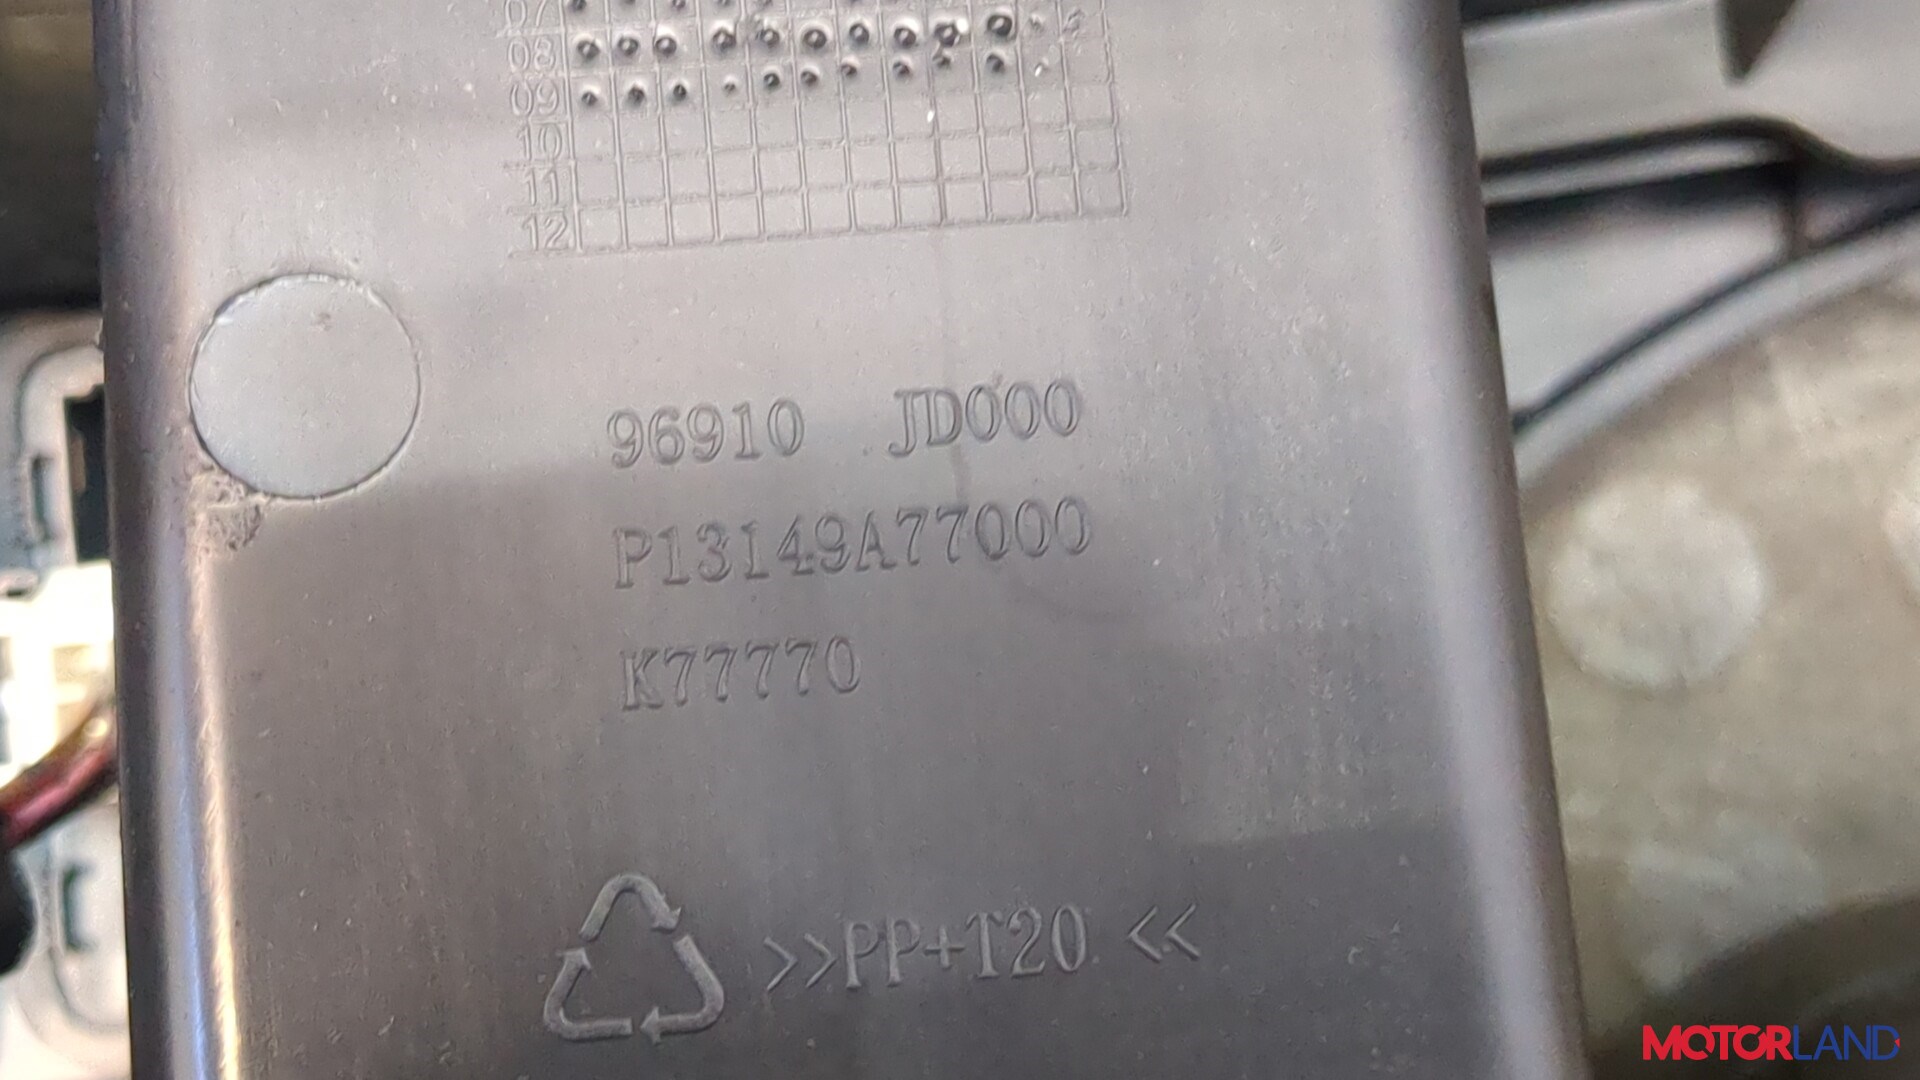 07
08
09
10
11
12
96910 JD000
P13149A77000
K77770
>>PP+T20 <<
MOTORLAND